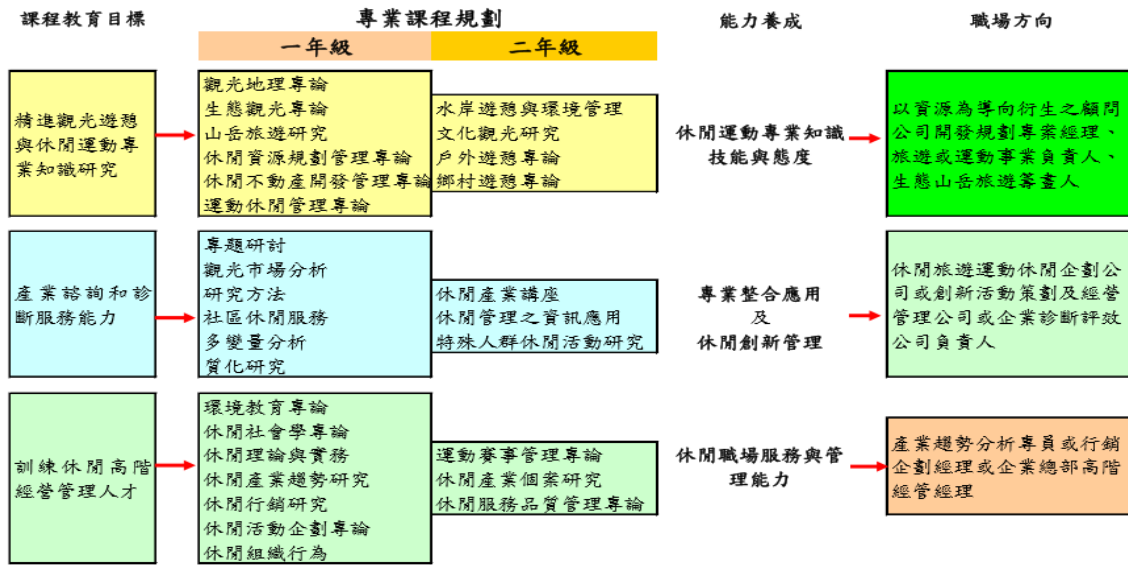 課程教育目標
專業課程規劃
能力養成
職場方向
一年級
二年級
精進觀光遊憩
與休閒運動專
業知識研究
觀光地理專論
生態觀光專論
山岳旅遊研究
休閒資源規劃管理專論
休閒不動產開發管理專論
運動休閒管理專論
水岸遊憩與環境管理
文化觀光研究
戶外遊憩專論
鄉村遊憩專論
休閒運動專業知識
技能與態度
以資源為導向衍生之顧問
公司開發規劃專案經理、
旅遊或運動事業負責人、
生態山岳旅遊籌畫人
產業諮詢和診
斷服務能力
專題研討
觀光市場分析
研究方法
社區休閒服務
多變量分析
質化研究
休閒產業講座
休閒管理之資訊應用
特殊人群休閒活動研究
專業整合應用
及
休閒創新管理
休閒旅遊運動休閒企劃公
司或創新活動策劃及經營
管理公司或企業診斷評效
公司負責人
訓練休閒高階
經營管理人才
環境教育專論
休閒社會學專論
休閒理論與實務
休閒產業趨勢研究
休閒行銷研究
休閒活動企劃專論
休閒組織行為
運動賽事管理專論
休閒產業個案研究
休閒服務品質管理專論
休閒職場服務與管
理能力
產業趨勢分析專員或行銷
企劃經理或企業總部高階
經管經理